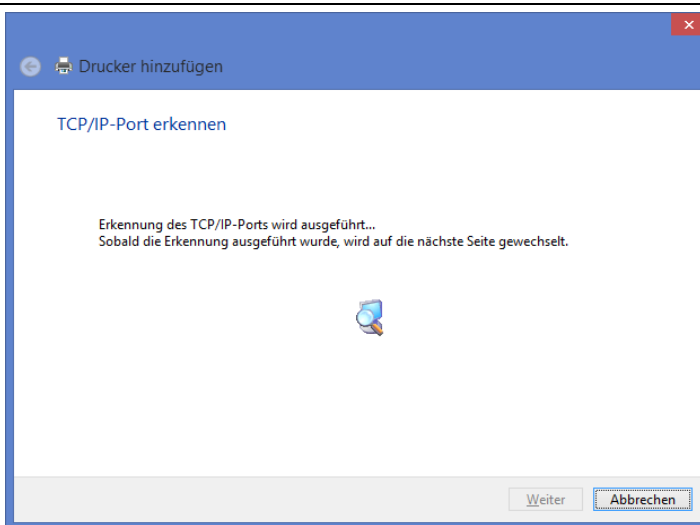 Drucker hinzufügen
TCP/IP-Port erkennen
Erkennung des TCP/IP-Ports wird ausgeführt...
Sobald die Erkennung ausgeführt wurde, wird auf die nächste Seite gewechselt.
Weiter
Abbrechen